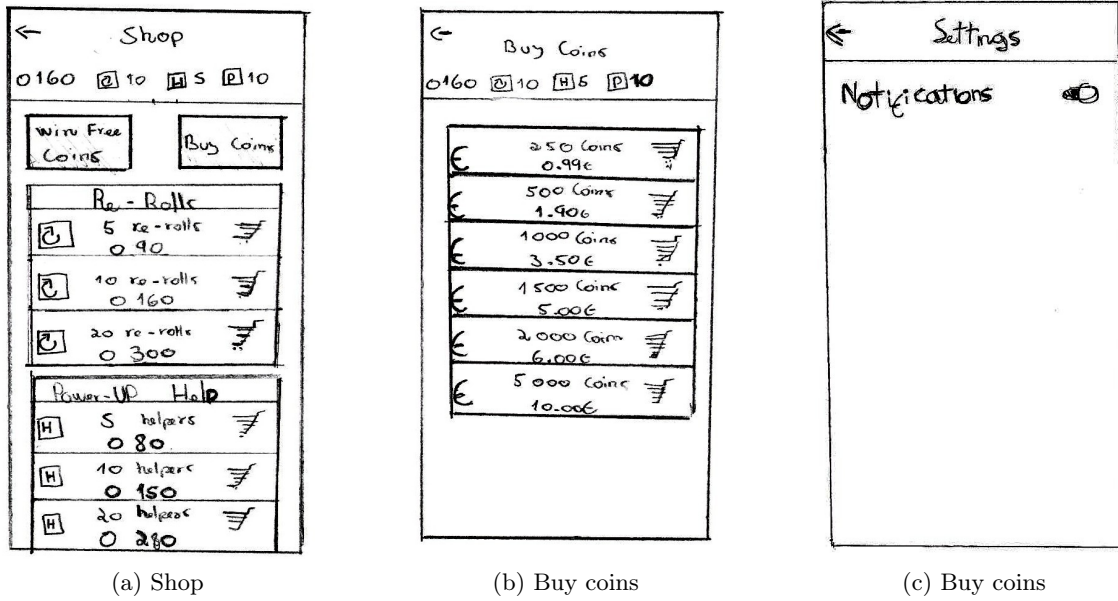 ← Shop
0160 10 H 5 P 10
Win Free Coins
Buy Coins
Re-Rolls
5 re-rolls
0 90
10 re-rolls
0 160
20 re-rolls
0 300
Power-UP Help
5 helpers
0 80
10 helpers
0 150
20 helpers
0 280
(a) Shop
← Buy Coins
0160 10 H 5 P 10
250 Coins
€ 0.99€
500 Coins
€ 1.90€
1000 Coins
€ 3.50€
1500 Coins
€ 5.00€
2000 Coins
€ 6.00€
5000 Coins
€ 10.00€
(b) Buy coins
← Settings
Notifications
(c) Buy coins